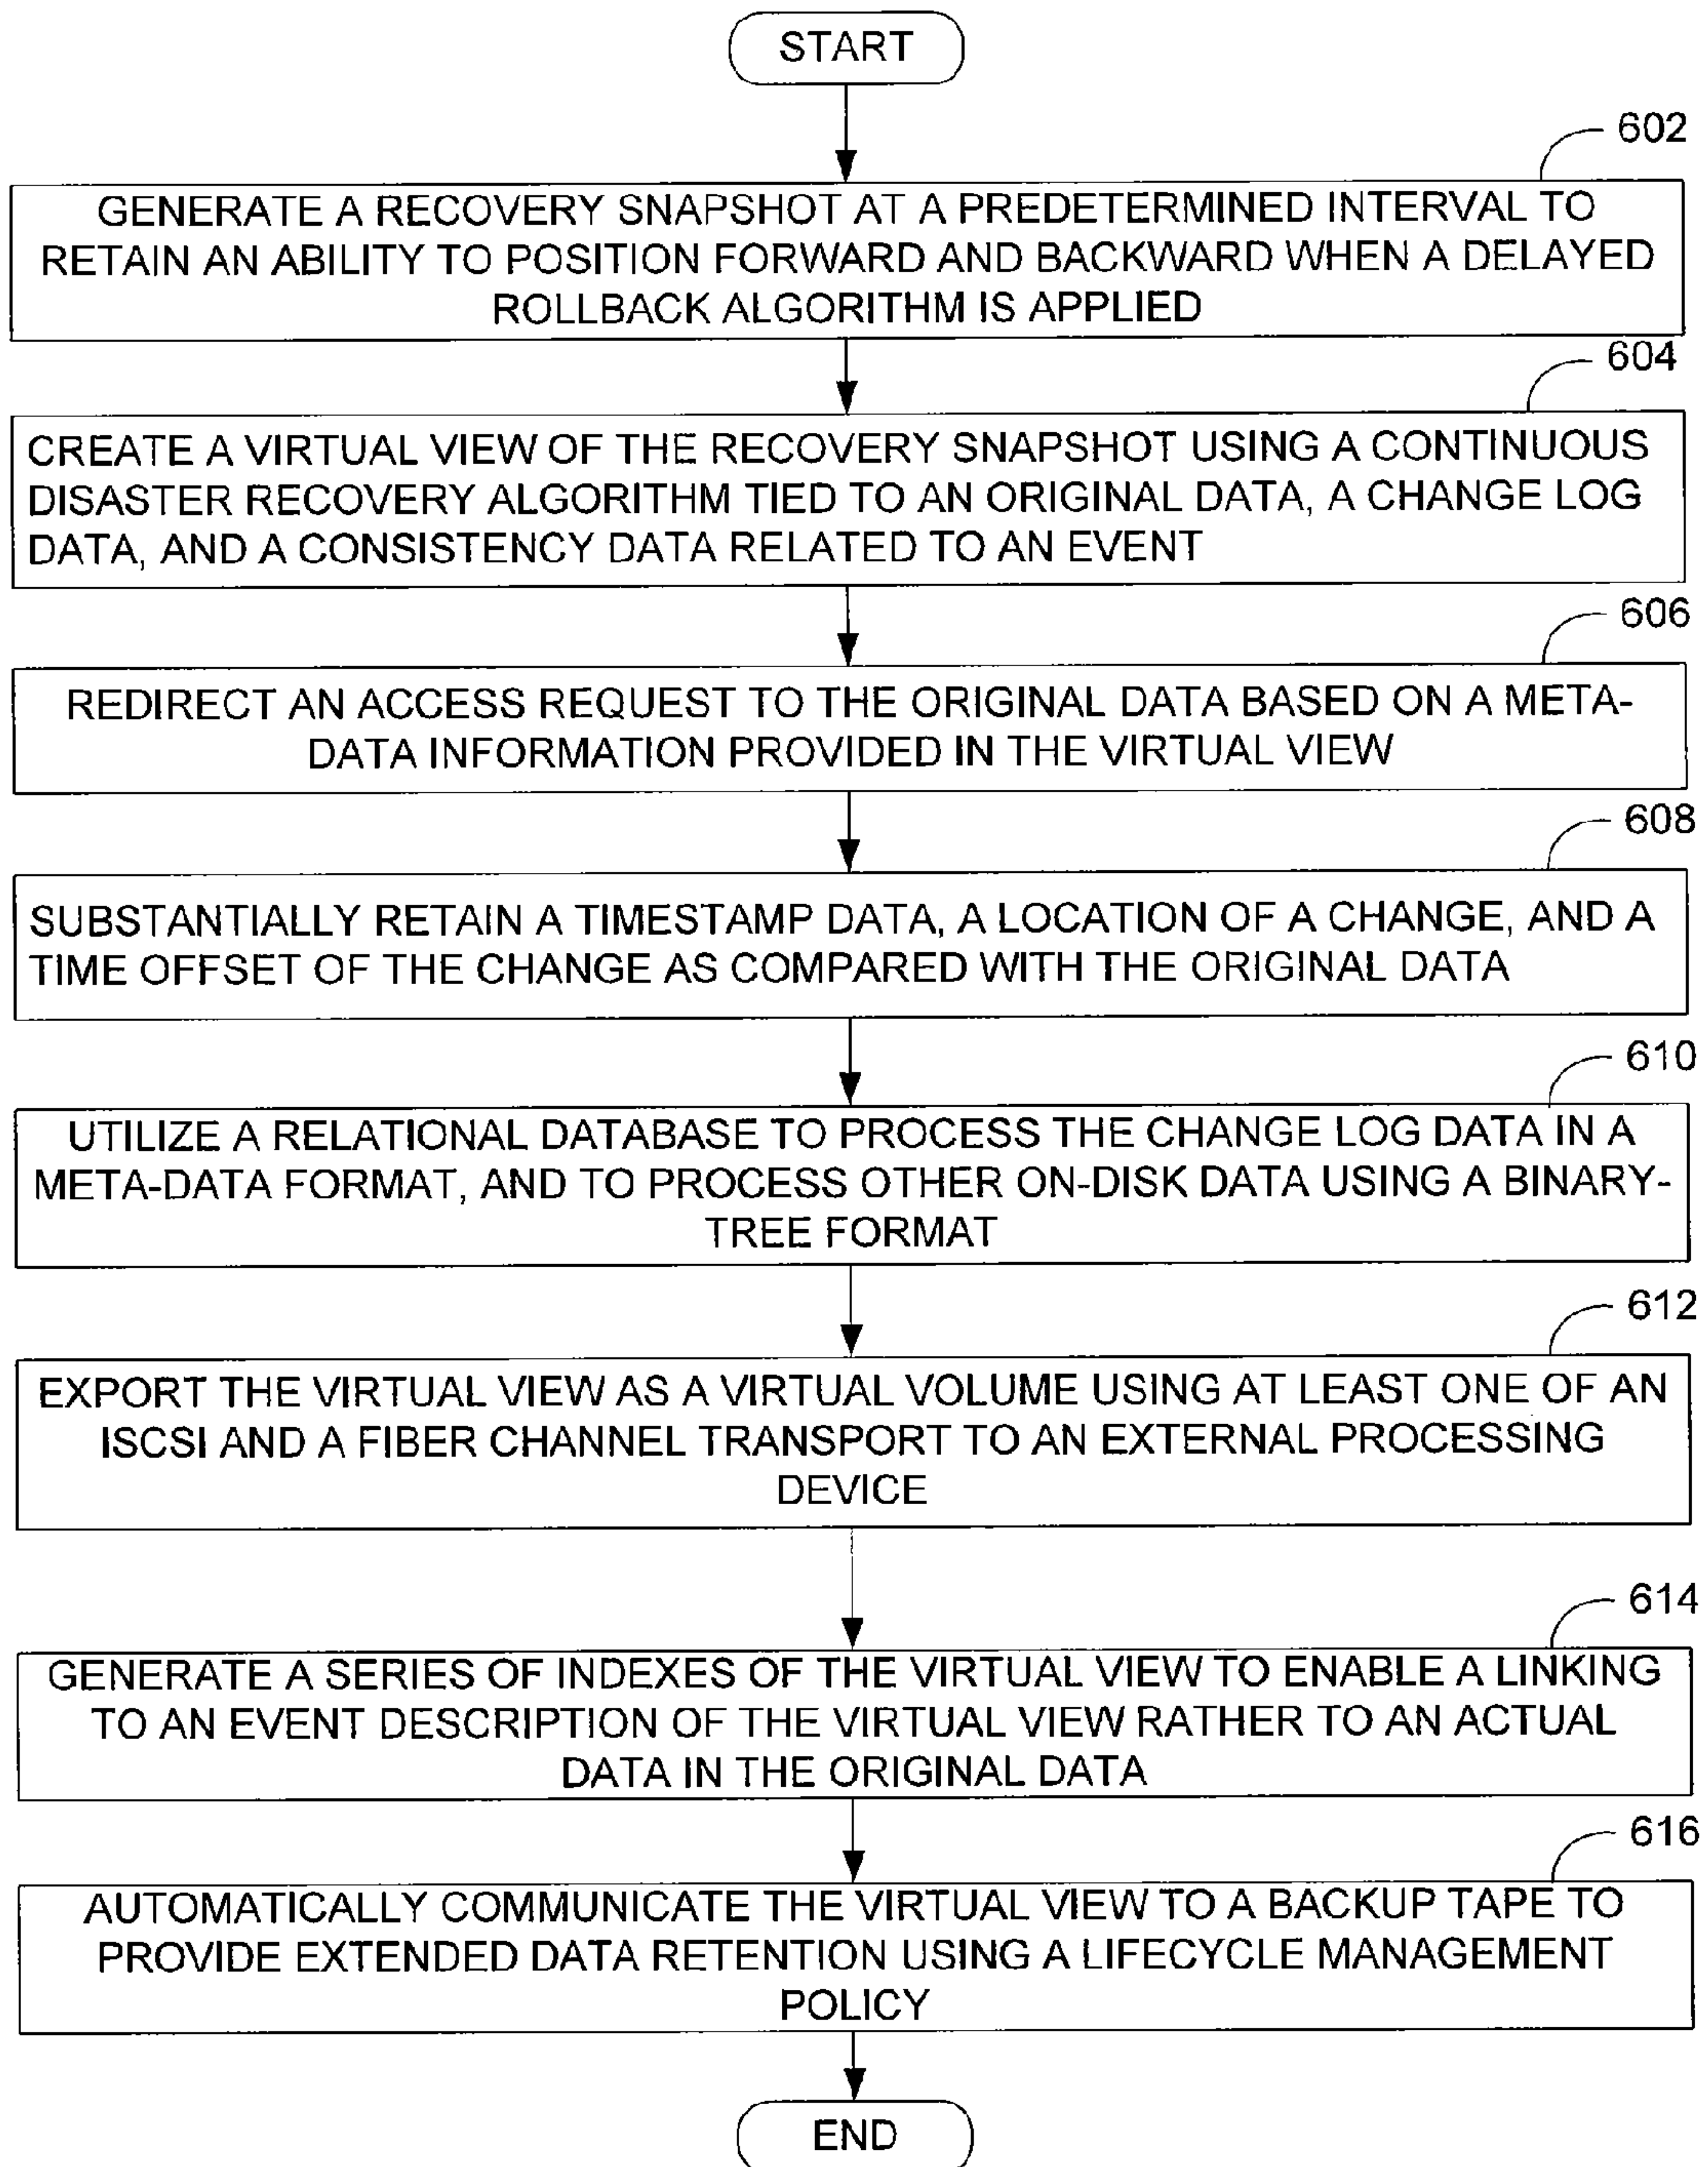 START
602
GENERATE A RECOVERY SNAPSHOT AT A PREDETERMINED INTERVAL TO
RETAIN AN ABILITY TO POSITION FORWARD AND BACKWARD WHEN A DELAYED
ROLLBACK ALGORITHM IS APPLIED
604
CREATE A VIRTUAL VIEW OF THE RECOVERY SNAPSHOT USING A CONTINUOUS
DISASTER RECOVERY ALGORITHM TIED TO AN ORIGINAL DATA, A CHANGE LOG
DATA, AND A CONSISTENCY DATA RELATED TO AN EVENT
606
REDIRECT AN ACCESS REQUEST TO THE ORIGINAL DATA BASED ON A META-
DATA INFORMATION PROVIDED IN THE VIRTUAL VIEW
608
SUBSTANTIALLY RETAIN A TIMESTAMP DATA, A LOCATION OF A CHANGE, AND A
TIME OFFSET OF THE CHANGE AS COMPARED WITH THE ORIGINAL DATA
610
UTILIZE A RELATIONAL DATABASE TO PROCESS THE CHANGE LOG DATA IN A
META-DATA FORMAT, AND TO PROCESS OTHER ON-DISK DATA USING A BINARY-
TREE FORMAT
612
EXPORT THE VIRTUAL VIEW AS A VIRTUAL VOLUME USING AT LEAST ONE OF AN
ISCSI AND A FIBER CHANNEL TRANSPORT TO AN EXTERNAL PROCESSING
DEVICE
614
GENERATE A SERIES OF INDEXES OF THE VIRTUAL VIEW TO ENABLE A LINKING
TO AN EVENT DESCRIPTION OF THE VIRTUAL VIEW RATHER TO AN ACTUAL
DATA IN THE ORIGINAL DATA
616
AUTOMATICALLY COMMUNICATE THE VIRTUAL VIEW TO A BACKUP TAPE TO
PROVIDE EXTENDED DATA RETENTION USING A LIFECYCLE MANAGEMENT
POLICY
END